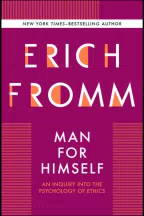 NEW YORK TIMES–BESTSELLING AUTHOR
ERICH
FROMM
MAN
FOR
HIMSELF
AN INQUIRY INTO THE
PSYCHOLOGY OF ETHICS